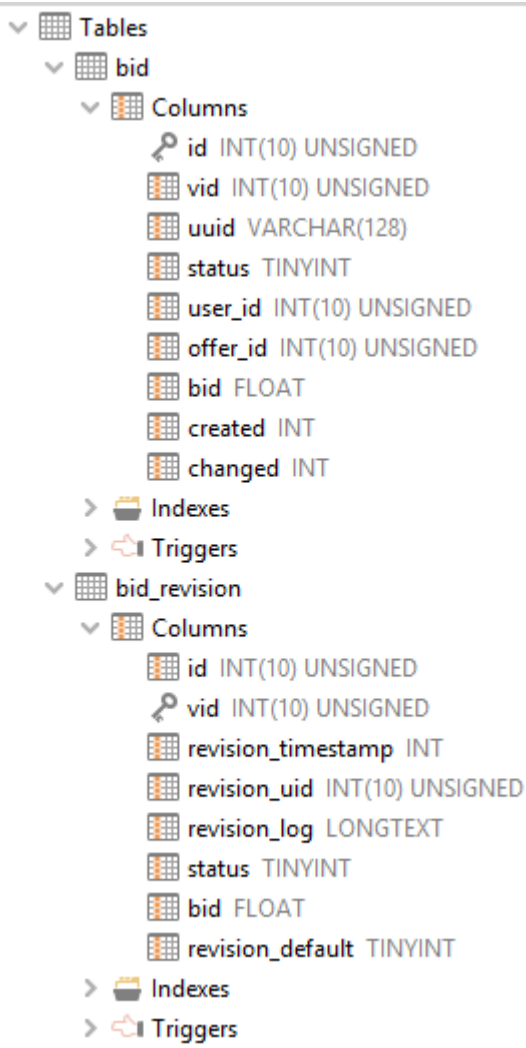 Tables
bid
Columns
id INT(10) UNSIGNED
vid INT(10) UNSIGNED
uuid VARCHAR(128)
status TINYINT
user_id INT(10) UNSIGNED
offer_id INT(10) UNSIGNED
bid FLOAT
created INT
changed INT
Indexes
Triggers
bid_revision
Columns
id INT(10) UNSIGNED
vid INT(10) UNSIGNED
revision_timestamp INT
revision_uid INT(10) UNSIGNED
revision_log LONGTEXT
status TINYINT
bid FLOAT
revision_default TINYINT
Indexes
Triggers